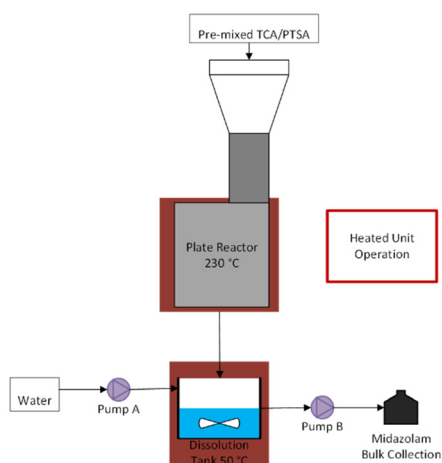 Pre-mixed TCA/PTSA
Plate Reactor
230 °C
Heated Unit
Operation
Water
Pump A
Dissolution
Tank 50 °C
Pump B
Midazolam
Bulk Collection